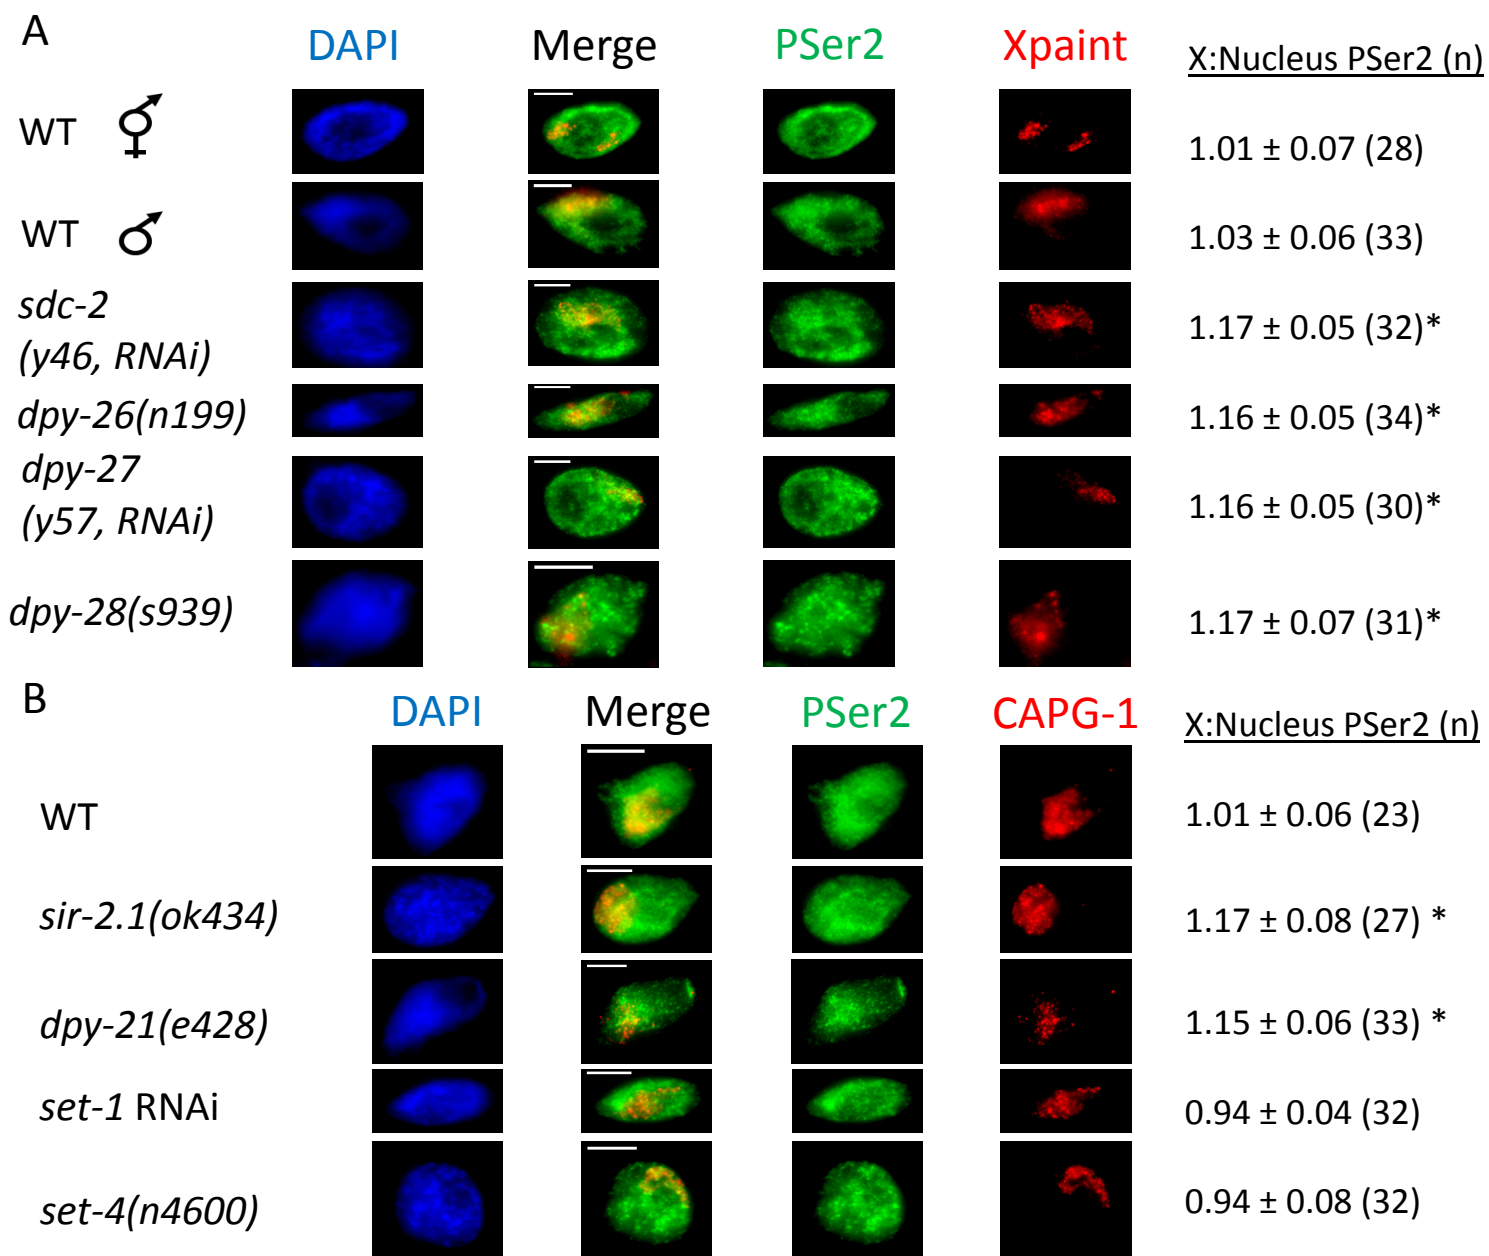 A
DAPI Merge PSer2 Xpaint X:Nucleus PSer2 (n)
WT ⚥ 1.01 ± 0.07 (28)
WT ♂ 1.03 ± 0.06 (33)
sdc-2
(y46, RNAi) 1.17 ± 0.05 (32)*
dpy-26(n199) 1.16 ± 0.05 (34)*
dpy-27
(y57, RNAi) 1.16 ± 0.05 (30)*
dpy-28(s939) 1.17 ± 0.07 (31)*
B
DAPI Merge PSer2 CAPG-1 X:Nucleus PSer2 (n)
WT 1.01 ± 0.06 (23)
sir-2.1(ok434) 1.17 ± 0.08 (27) *
dpy-21(e428) 1.15 ± 0.06 (33) *
set-1 RNAi 0.94 ± 0.04 (32)
set-4(n4600) 0.94 ± 0.08 (32)